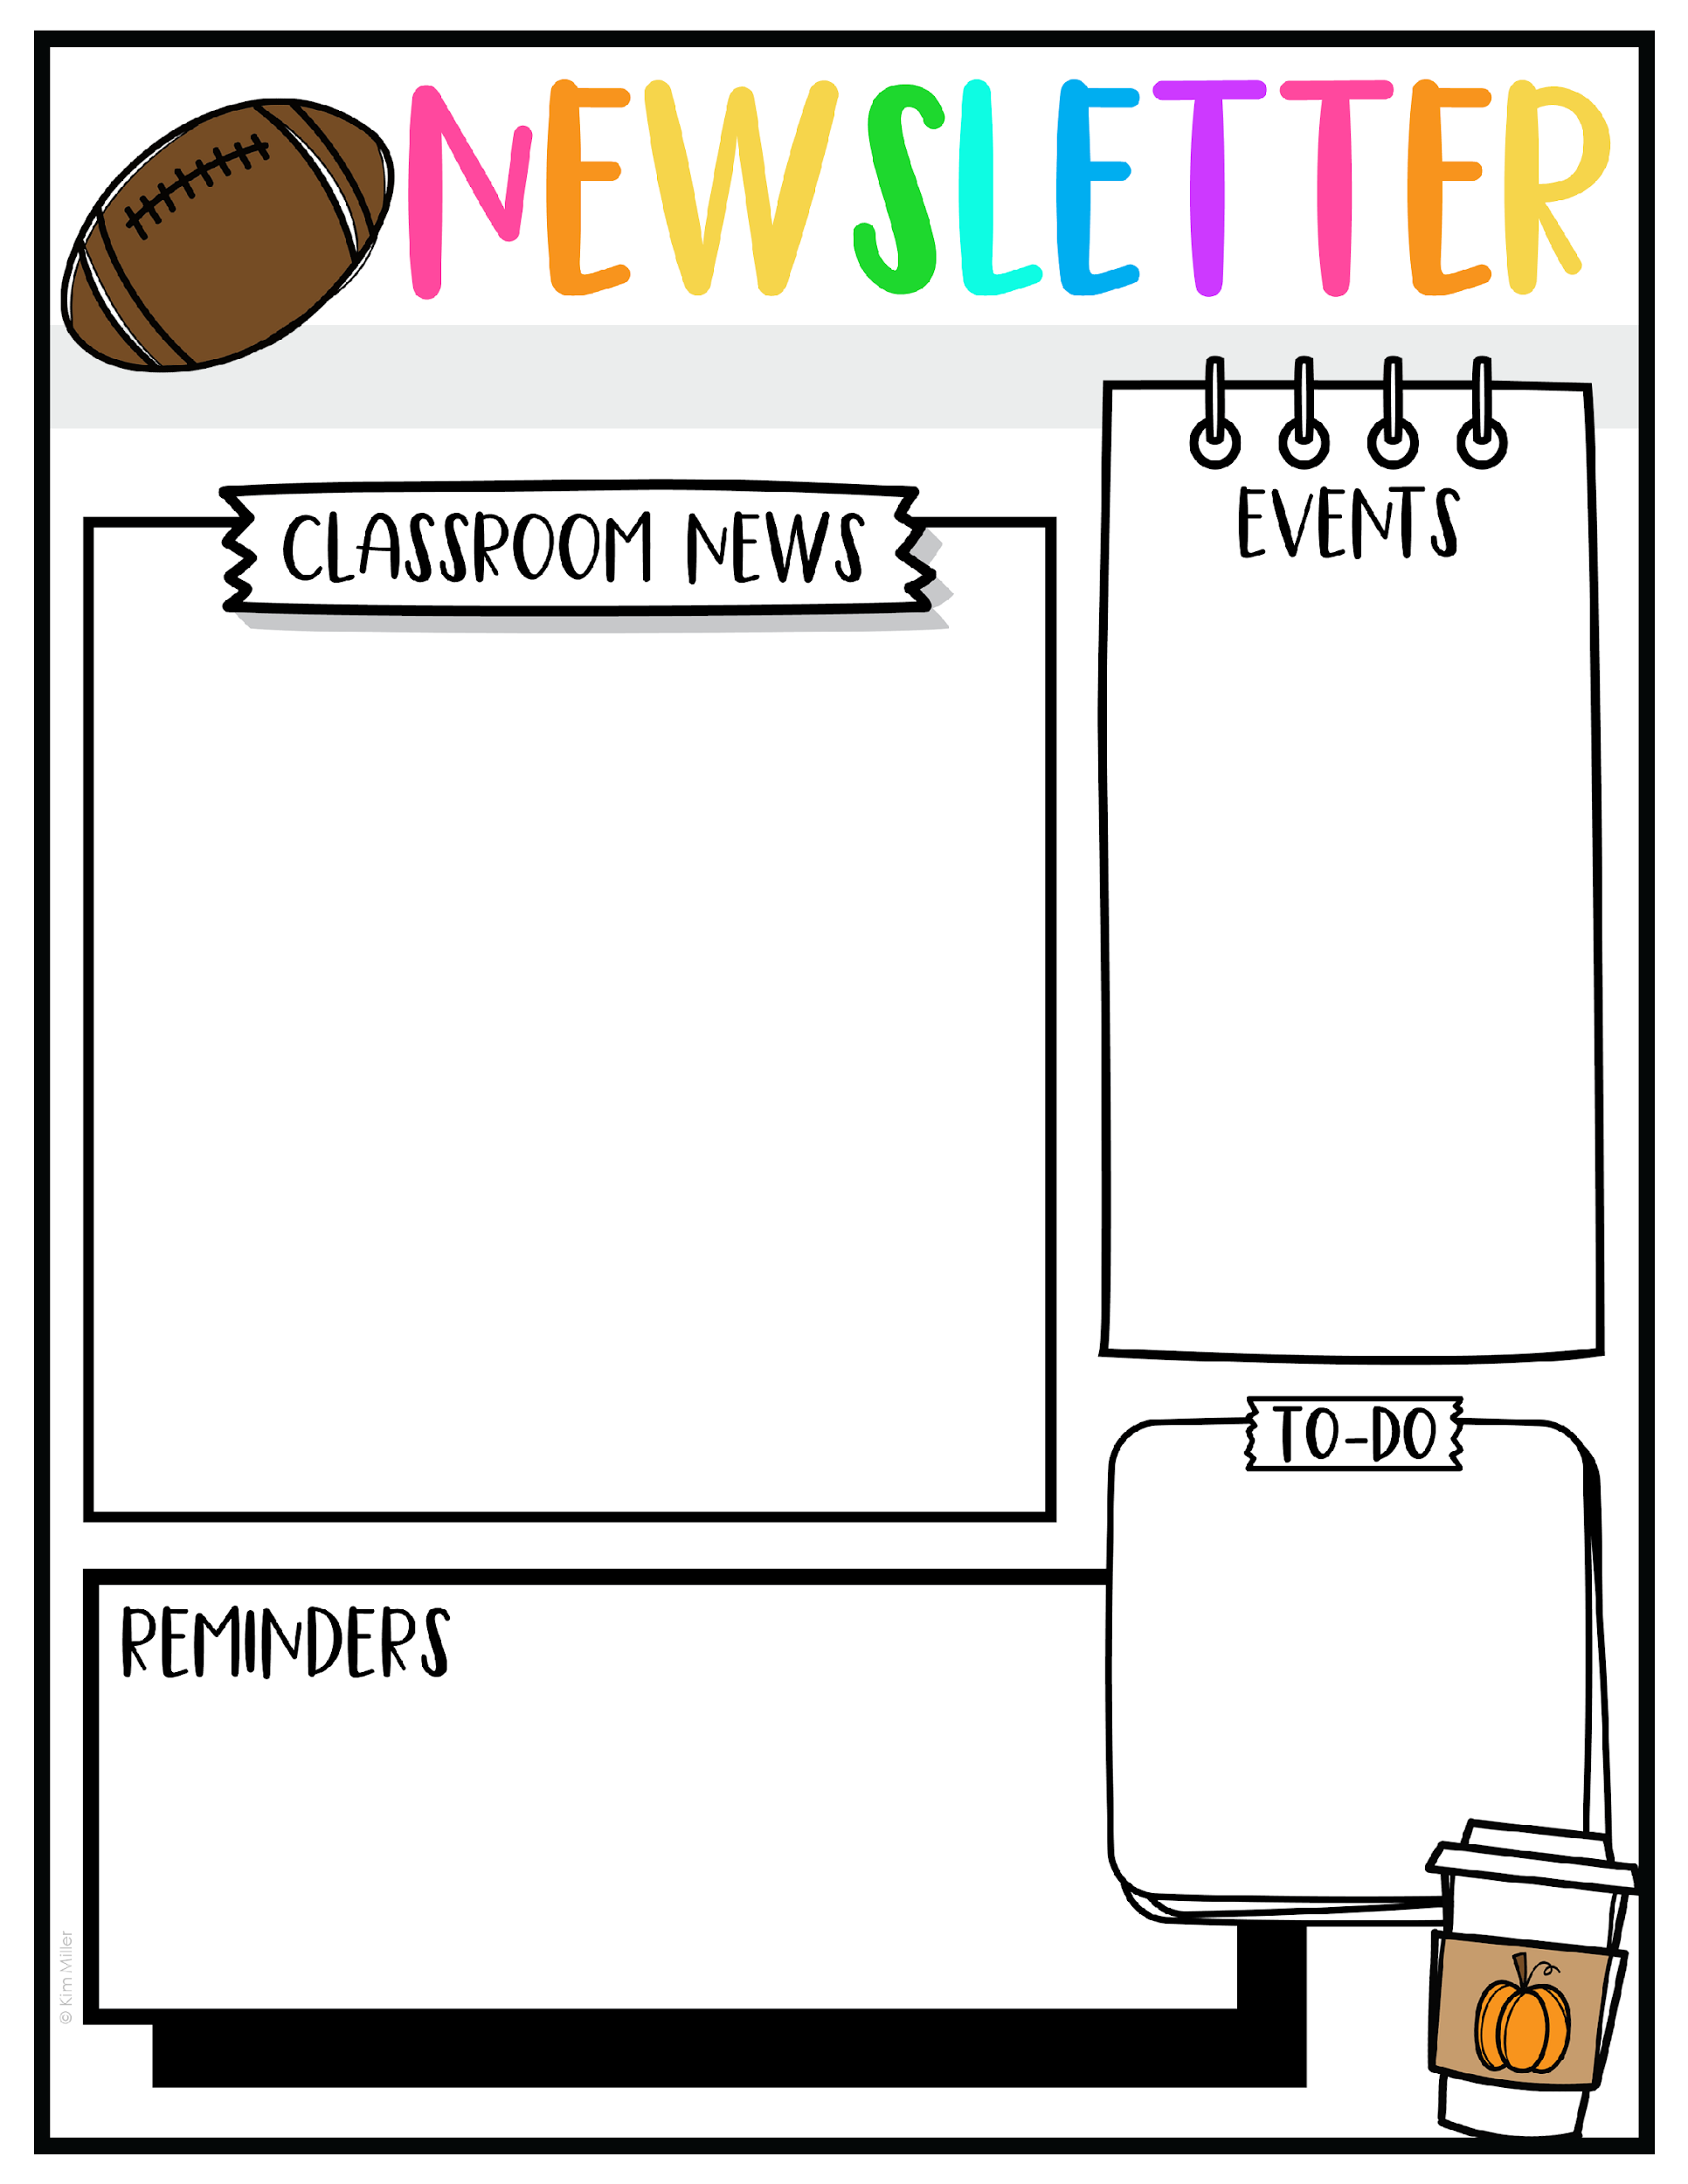 NEWSLETTER
CLASSROOM NEWS
EVENTS
TO-DO
REMINDERS
© Kim Miller